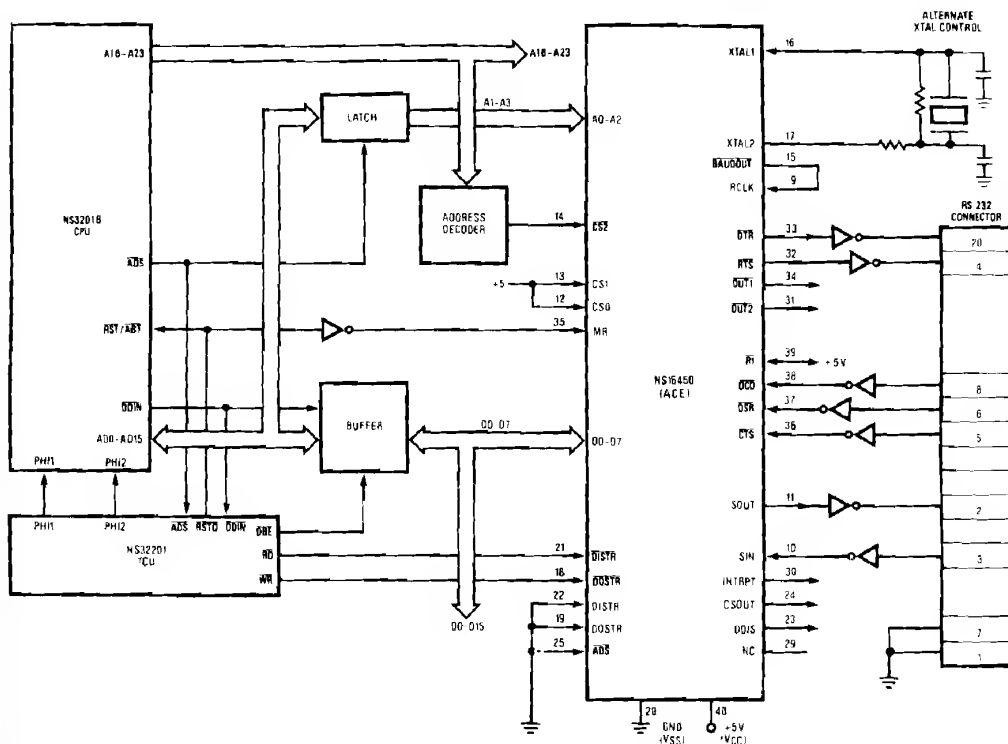 ALTERNATE
XTAL CONTROL
A16-A23
A16-A23
XTAL1
16
LATCH
A1-A3
A0-A2
XTAL2
17
BAUDOUT
15
RCLK
9
NS32016
CPU
ADDRESS
DECODER
14
CS2
RS 232
CONNECTOR
DTR
33
20
RTS
32
4
ADS
OUT1
34
+5
13
CS1
12
CS0
OUT2
31
RST/ABT
35
MR
NS16450
(ACE)
RI
39
+5V
DCD
38
8
DSR
37
6
CTS
36
5
DDIN
BUFFER
AD0-AD15
D0-D7
D0-D7
PHI1
PHI2
SOUT
11
2
PHI1
PHI2
ADS
RSTO
DDIN
DBE
NS32201
TCU
RD
WR
21
DISTR
18
DOSTR
22
DISTR
19
DOSTR
25
ADS
SIN
10
3
INTRPT
30
CSOUT
24
DDIS
23
7
NC
29
1
D0-D15
20
GND
(VSS)
40
+5V
(VCC)